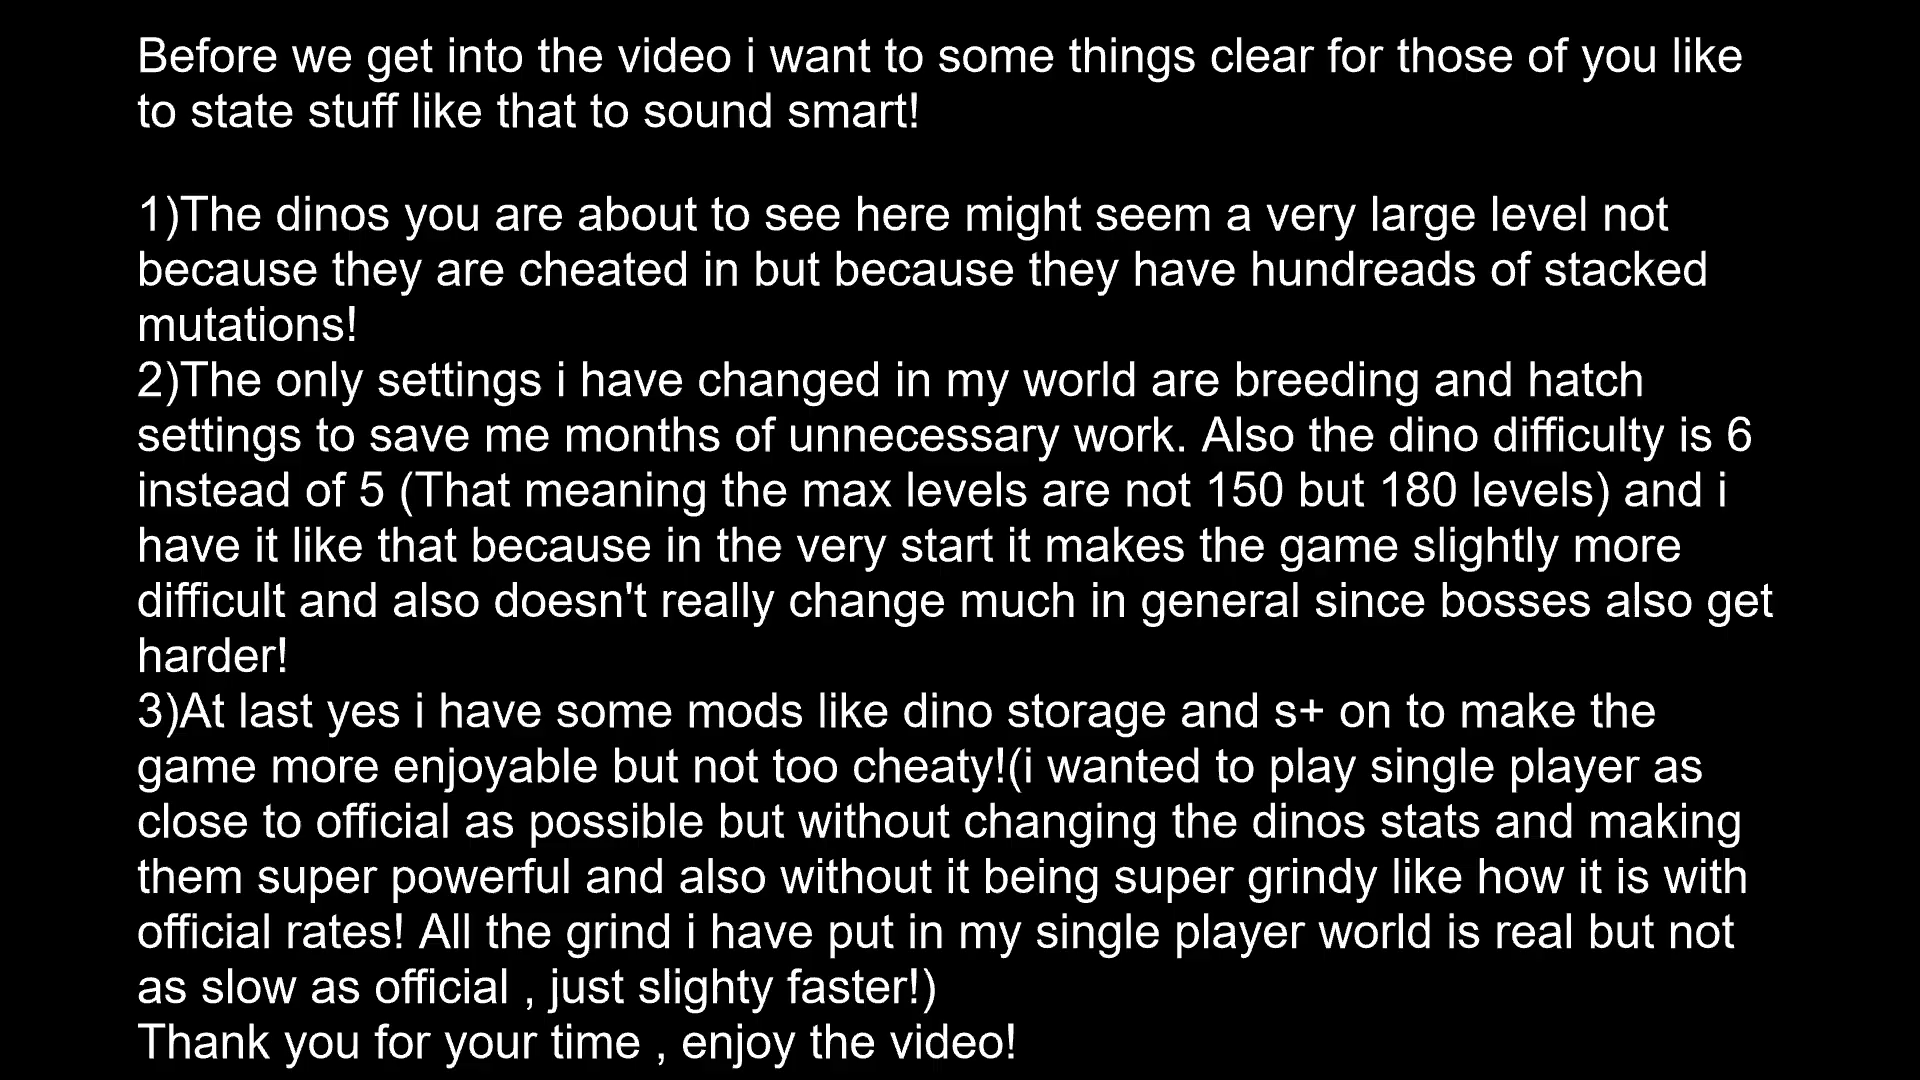 Before we get into the video i want to some things clear for those of you like
to state stuff like that to sound smart!
1)The dinos you are about to see here might seem a very large level not
because they are cheated in but because they have hundreads of stacked
mutations!
2)The only settings i have changed in my world are breeding and hatch
settings to save me months of unnecessary work. Also the dino difficulty is 6
instead of 5 (That meaning the max levels are not 150 but 180 levels) and i
have it like that because in the very start it makes the game slightly more
difficult and also doesn't really change much in general since bosses also get
harder!
3)At last yes i have some mods like dino storage and s+ on to make the
game more enjoyable but not too cheaty!(i wanted to play single player as
close to official as possible but without changing the dinos stats and making
them super powerful and also without it being super grindy like how it is with
official rates! All the grind i have put in my single player world is real but not
as slow as official , just slighty faster!)
Thank you for your time , enjoy the video!